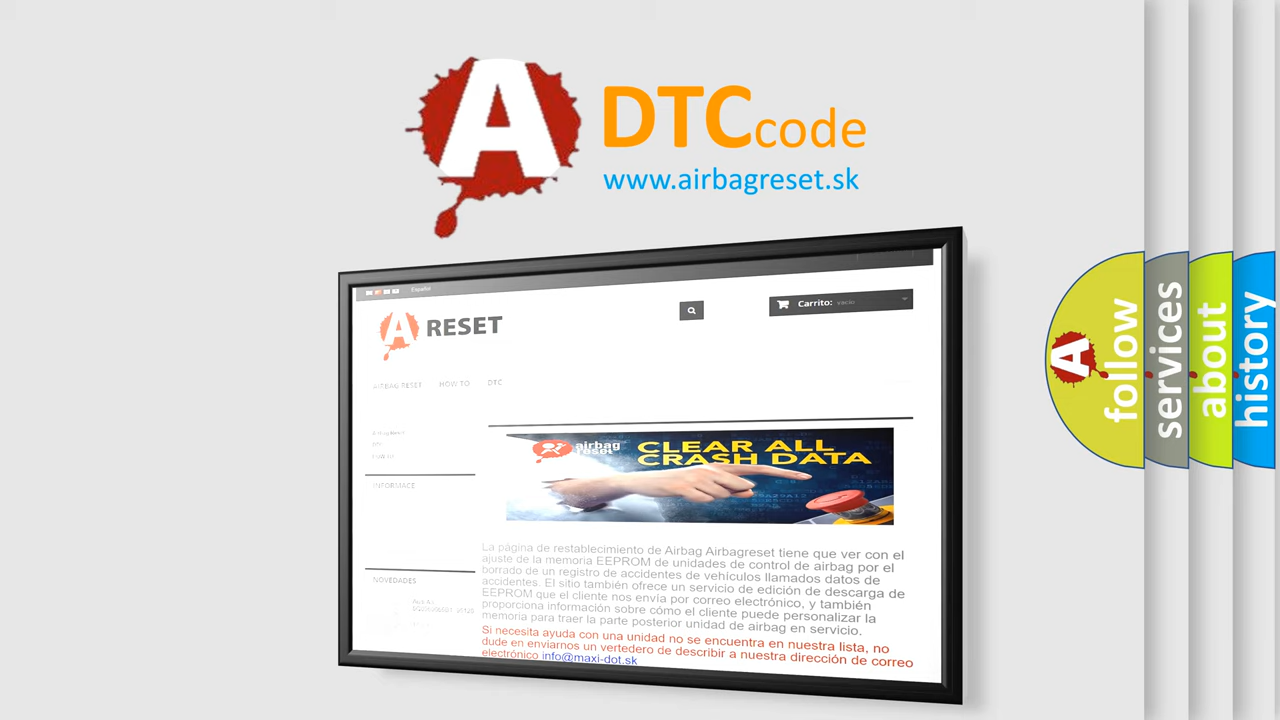 A DTCcode
www.airbagreset.sk
Español
A RESET
Carrito: vacío
AIRBAG RESET HOW TO DTC
INFORMACE
airbag
reset
CLEAR ALL
CRASH DATA
La página de restablecimiento de Airbag Airbagreset tiene que ver con el
ajuste de la memoria EEPROM de unidades de control de airbag por el
borrado de un registro de accidentes de vehículos llamados datos de
accidentes. El sitio también ofrece un servicio de edición de descarga de
EEPROM que el cliente nos envía por correo electrónico, y también
proporciona información sobre cómo el cliente puede personalizar la
memoria para traer la parte posterior unidad de airbag en servicio.
Si necesita ayuda con una unidad no se encuentra en nuestra lista, no
dude en enviarnos un vertedero de describir a nuestra dirección de correo
electrónico info@maxi-dot.sk
NOVEDADES
A follow
services
about
history